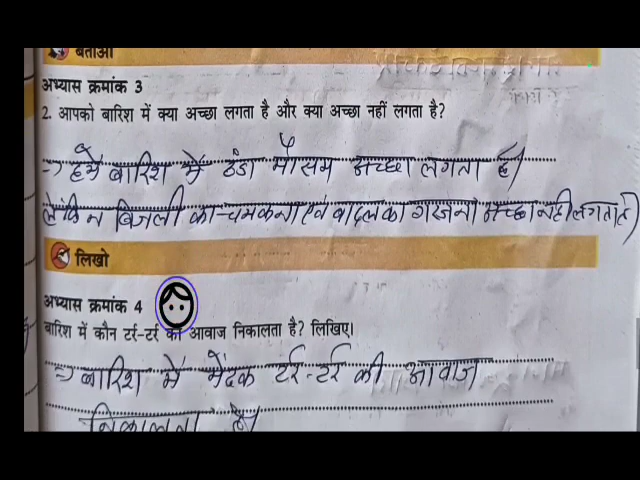 बताओ
अभ्यास क्रमांक 3
2. आपको बारिश में क्या अच्छा लगता है और क्या अच्छा नहीं लगता है?
→ हमें बारिश में ठंडा मौसम अच्छा लगता है।
लेकिन बिजली का चमकना एवं बादल का गरजना अच्छा नही लगता है।
लिखो
अभ्यास क्रमांक 4
बारिश में कौन टर्र-टर्र की आवाज निकालता है? लिखिए।
→ बारिश में मेंढक टर्र-टर्र की आवाज
निकालता है।